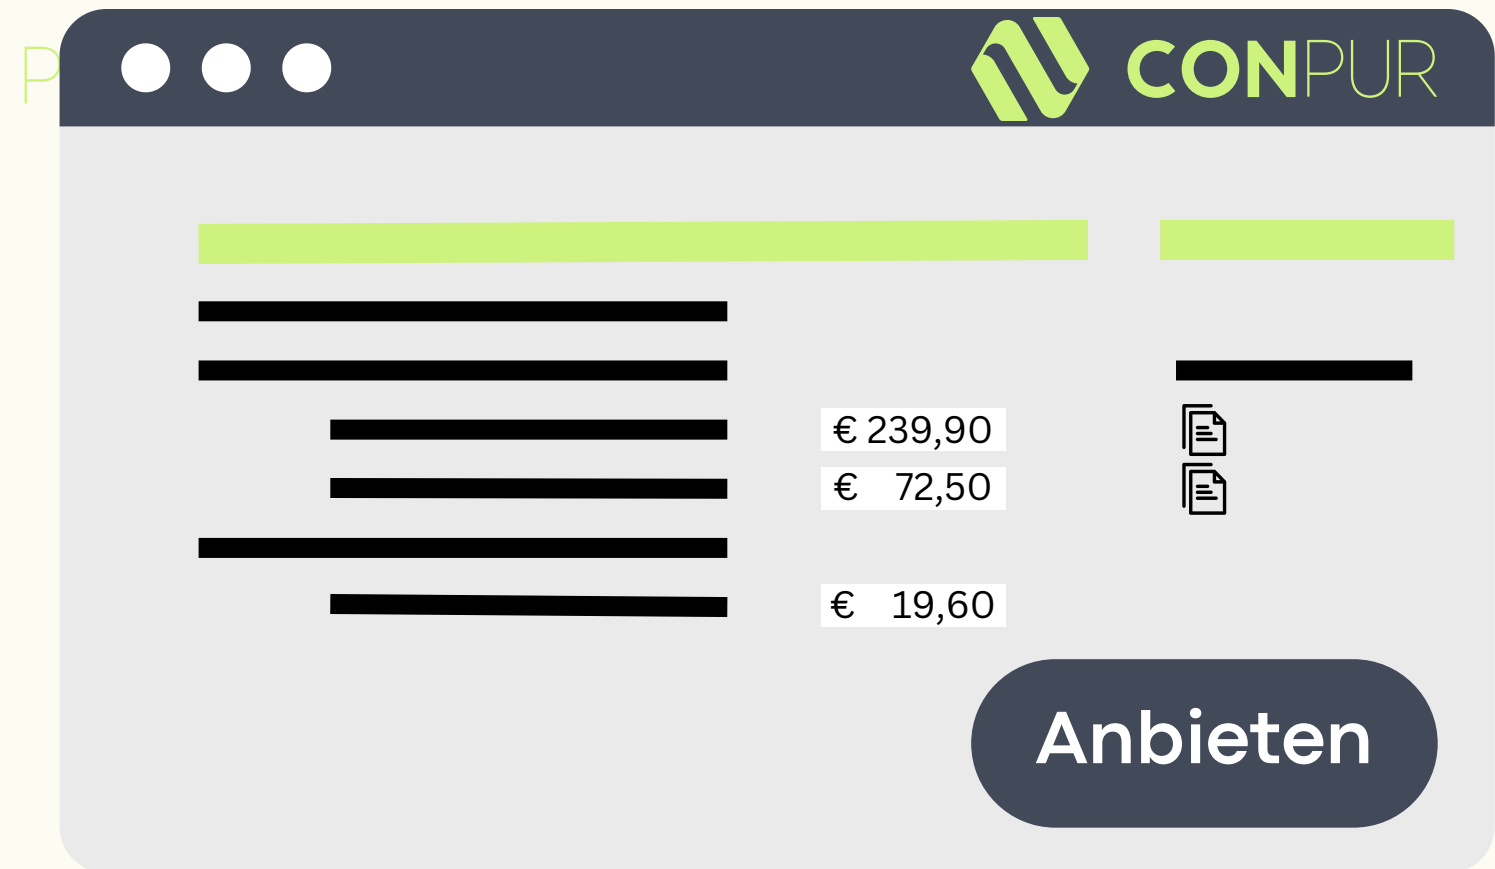 P
CONPUR
€ 239,90
€ 72,50
€ 19,60
Anbieten